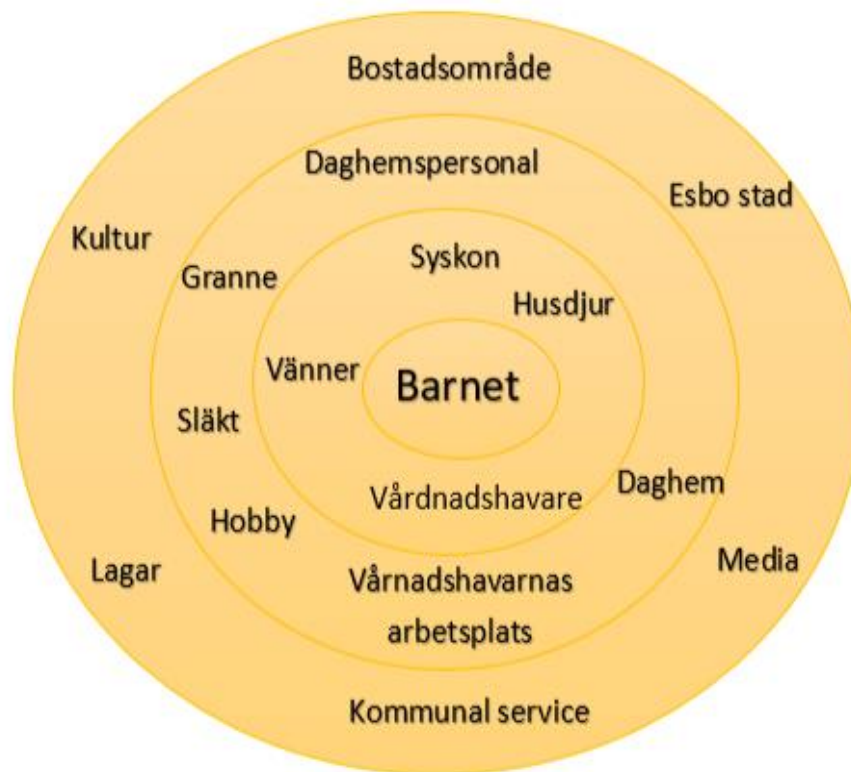 Bostadsområde
Daghemspersonal
Esbo stad
Kultur
Syskon
Granne
Husdjur
Vänner
Barnet
Släkt
Daghem
Vårdnadshavare
Hobby
Media
Lagar
Vårnadshavarnas
arbetsplats
Kommunal service